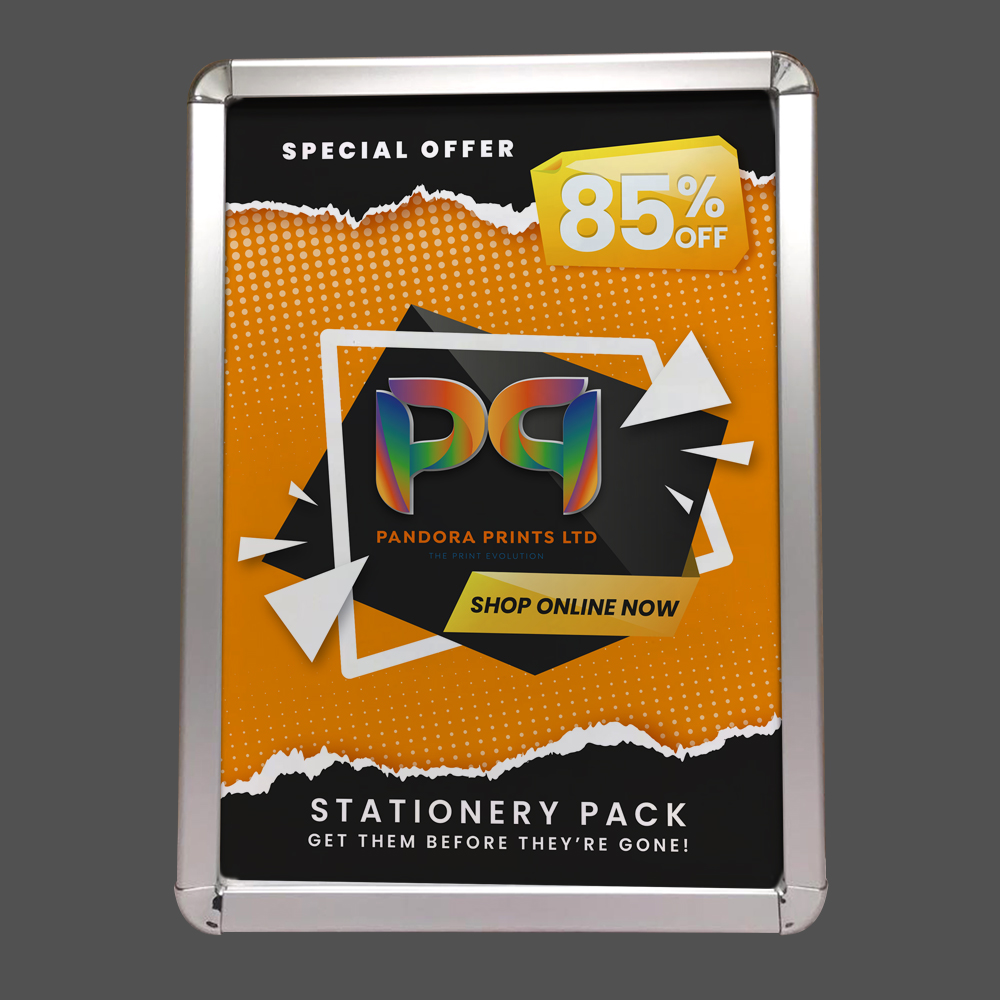 SPECIAL OFFER
85%
OFF
PP
PANDORA PRINTS LTD
THE PRINT EVOLUTION
SHOP ONLINE NOW
STATIONERY PACK
GET THEM BEFORE THEY'RE GONE!